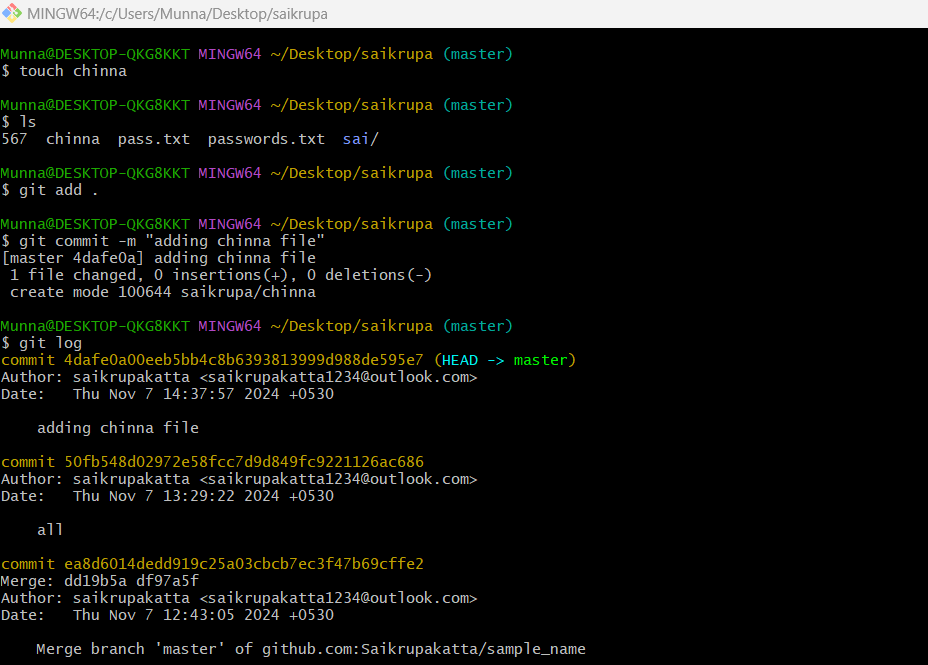 MINGW64:/c/Users/Munna/Desktop/saikrupa
Munna@DESKTOP-QKG8KKT MINGW64 ~/Desktop/saikrupa (master)
$ touch chinna
Munna@DESKTOP-QKG8KKT MINGW64 ~/Desktop/saikrupa (master)
$ ls
567  chinna  pass.txt  passwords.txt  sai/
Munna@DESKTOP-QKG8KKT MINGW64 ~/Desktop/saikrupa (master)
$ git add .
Munna@DESKTOP-QKG8KKT MINGW64 ~/Desktop/saikrupa (master)
$ git commit -m "adding chinna file"
[master 4dafe0a] adding chinna file
 1 file changed, 0 insertions(+), 0 deletions(-)
 create mode 100644 saikrupa/chinna
Munna@DESKTOP-QKG8KKT MINGW64 ~/Desktop/saikrupa (master)
$ git log
commit 4dafe0a00eeb5bb4c8b6393813999d988de595e7 (HEAD -> master)
Author: saikrupakatta <saikrupakatta1234@outlook.com>
Date:   Thu Nov 7 14:37:57 2024 +0530
    adding chinna file
commit 50fb548d02972e58fcc7d9d849fc9221126ac686
Author: saikrupakatta <saikrupakatta1234@outlook.com>
Date:   Thu Nov 7 13:29:22 2024 +0530
    all
commit ea8d6014dedd919c25a03cbcb7ec3f47b69cffe2
Merge: dd19b5a df97a5f
Author: saikrupakatta <saikrupakatta1234@outlook.com>
Date:   Thu Nov 7 12:43:05 2024 +0530
    Merge branch 'master' of github.com:Saikrupakatta/sample_name